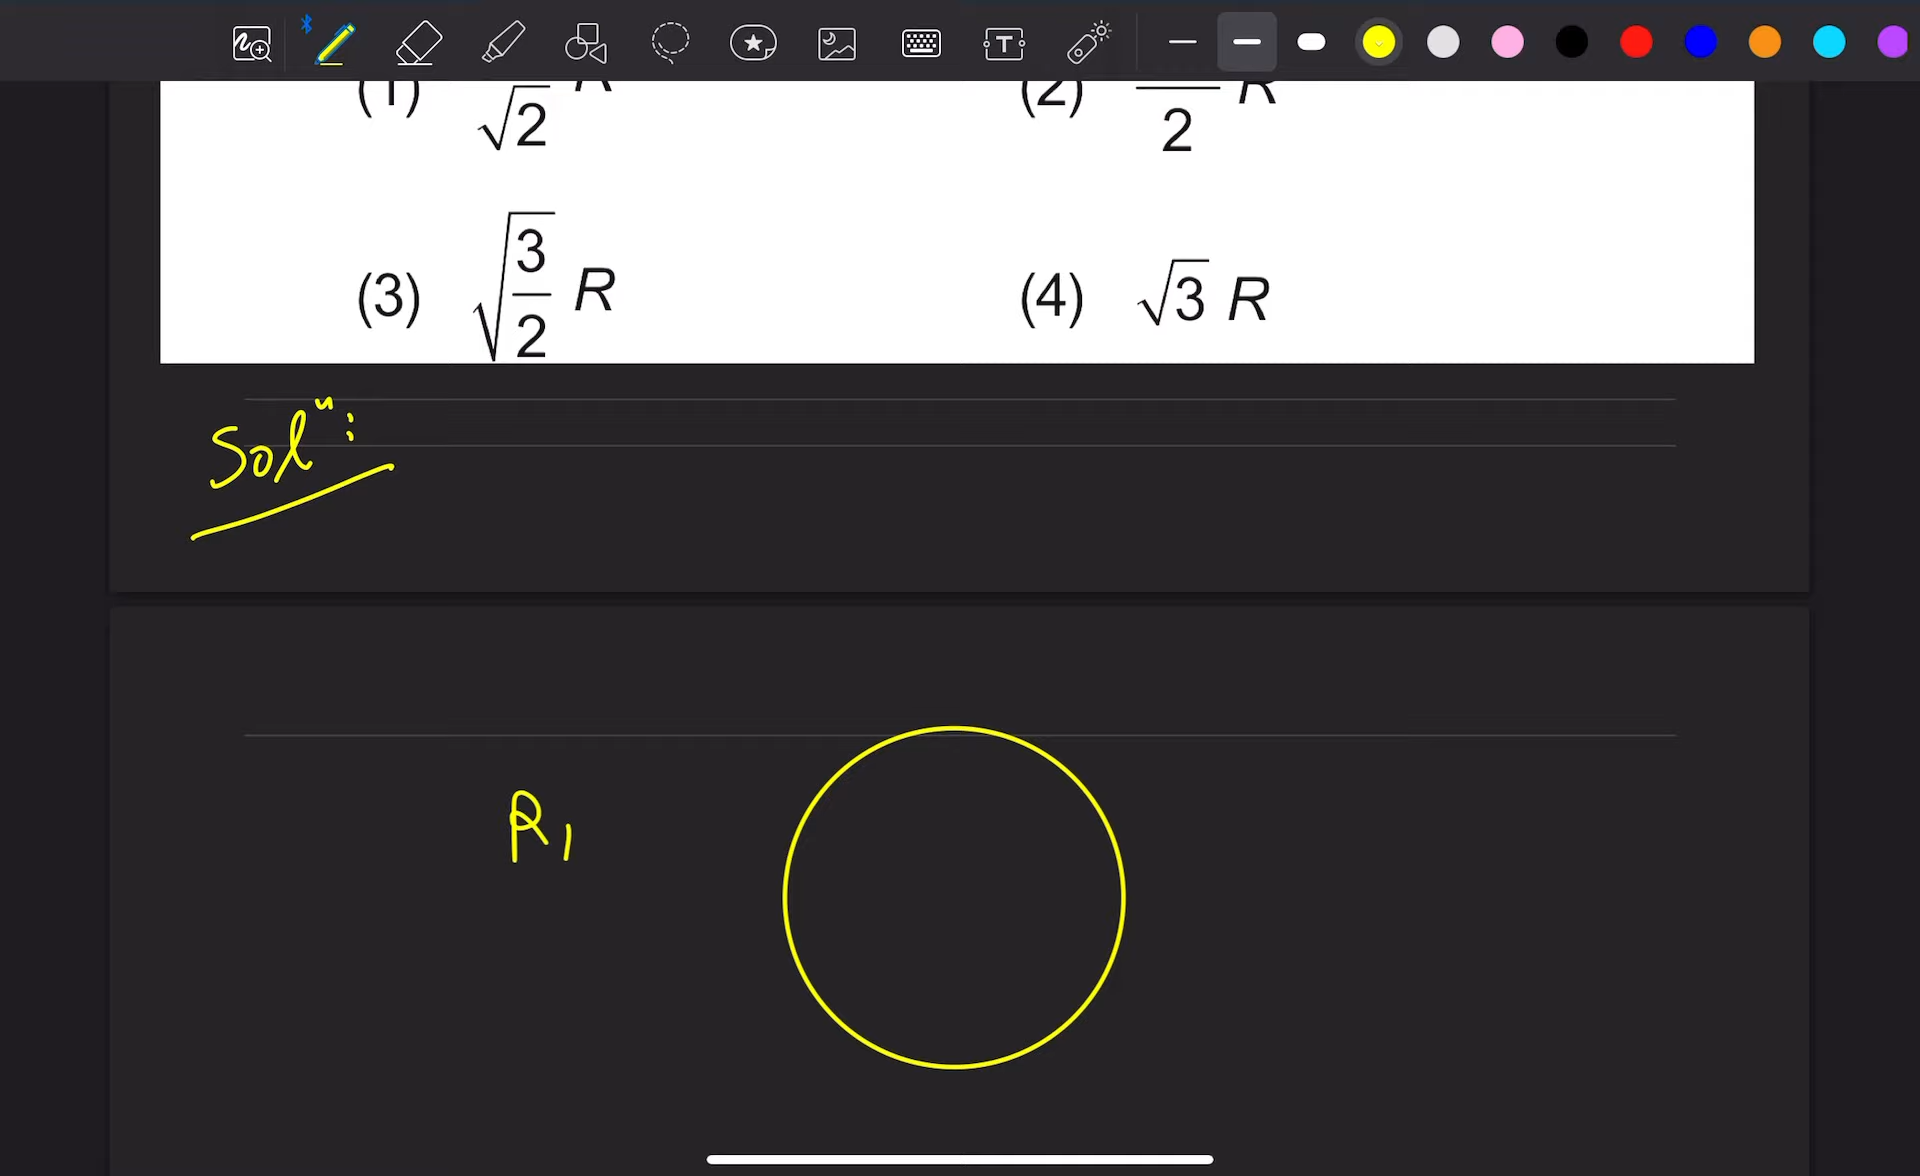 (1) √2 R (2) 2 R
(3) √3/2 R (4) √3 R
Solⁿ:
R₁